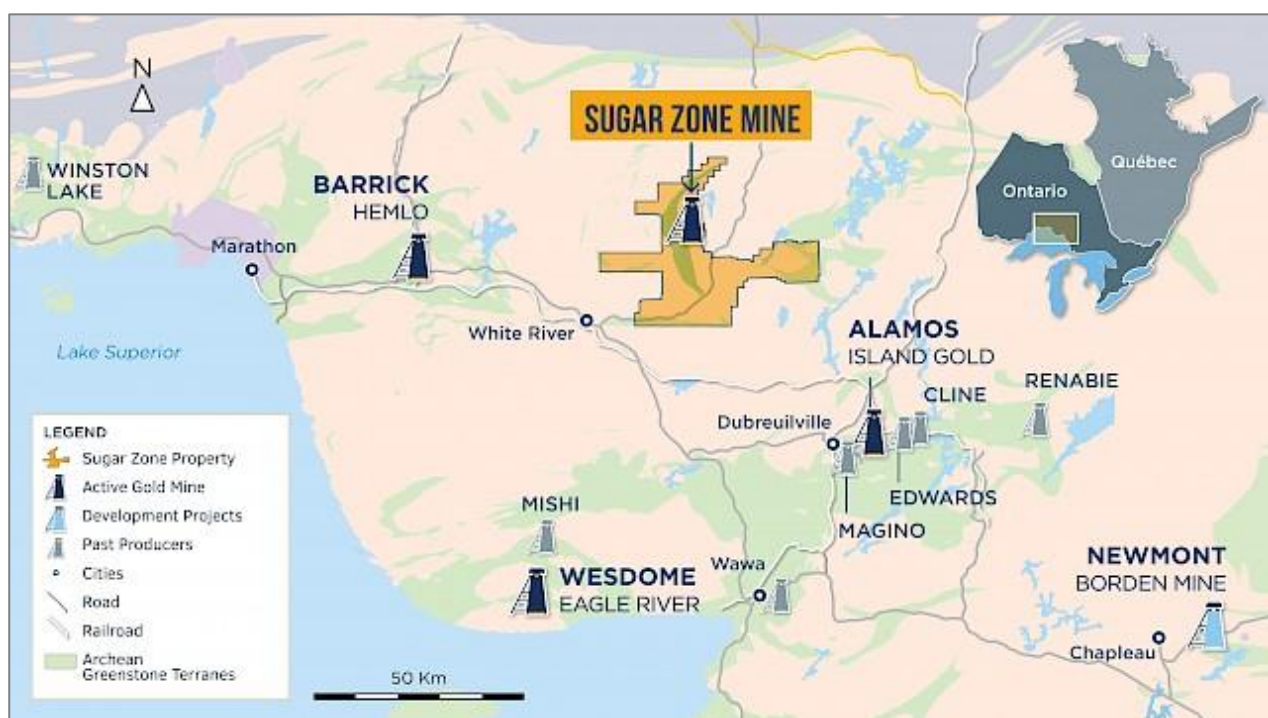 N
SUGAR ZONE MINE
Québec
Ontario
WINSTON
LAKE
BARRICK
HEMLO
Marathon
White River
Lake Superior
ALAMOS
ISLAND GOLD
CLINE
RENABIE
Dubreuilville
EDWARDS
MAGINO
MISHI
WESDOME
EAGLE RIVER
Wawa
NEWMONT
BORDEN MINE
Chapleau
LEGEND
Sugar Zone Property
Active Gold Mine
Development Projects
Past Producers
Cities
Road
Railroad
Archean
Greenstone Terranes
50 Km